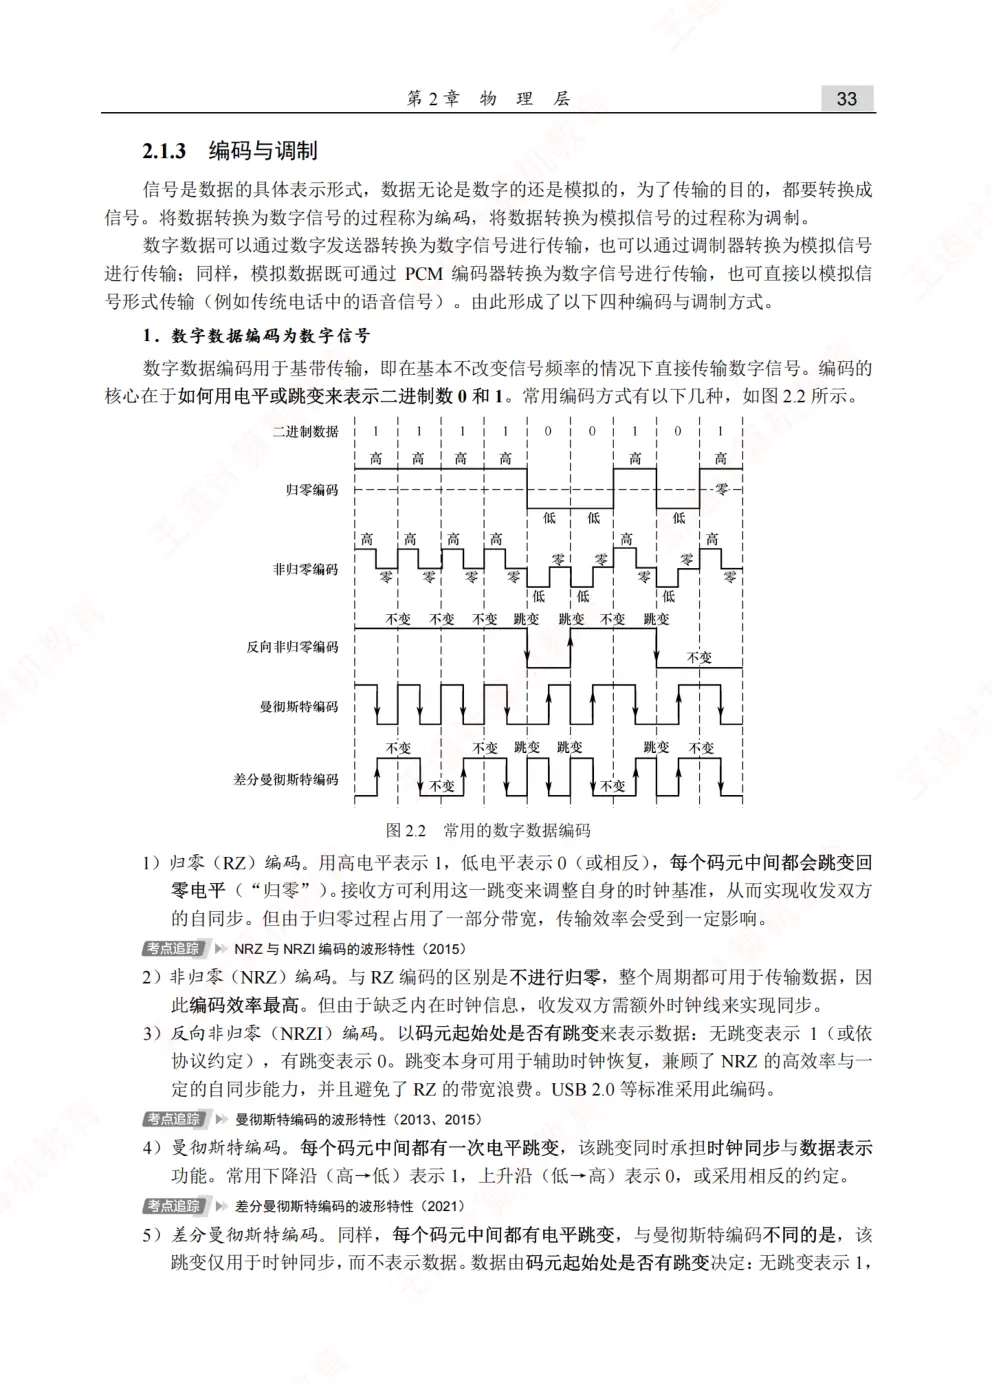 第2章 物 理 层 33
2.1.3 编码与调制
信号是数据的具体表示形式，数据无论是数字的还是模拟的，为了传输的目的，都要转换成
信号。将数据转换为数字信号的过程称为编码，将数据转换为模拟信号的过程称为调制。
数字数据可以通过数字发送器转换为数字信号进行传输，也可以通过调制器转换为模拟信号
进行传输；同样，模拟数据既可通过 PCM 编码器转换为数字信号进行传输，也可直接以模拟信
号形式传输（例如传统电话中的语音信号）。由此形成了以下四种编码与调制方式。
1．数字数据编码为数字信号
数字数据编码用于基带传输，即在基本不改变信号频率的情况下直接传输数字信号。编码的
核心在于如何用电平或跳变来表示二进制数 0 和 1。常用编码方式有以下几种，如图 2.2 所示。
二进制数据 1 1 1 1 0 0 1 0 1
高 高 高 高 高 高
归零编码 零
低 低 低
高 高 高 高 高 高
零 零 零
非归零编码 零 零 零 零 零 零
低 低 低
不变 不变 不变 跳变 跳变 不变 跳变
反向非归零编码 不变
曼彻斯特编码
不变 不变 跳变 跳变 跳变 不变
差分曼彻斯特编码 不变 不变
图 2.2 常用的数字数据编码
1）归零（RZ）编码。用高电平表示 1，低电平表示 0（或相反），每个码元中间都会跳变回
零电平（“归零”）。接收方可利用这一跳变来调整自身的时钟基准，从而实现收发双方
的自同步。但由于归零过程占用了一部分带宽，传输效率会受到一定影响。
考点追踪 NRZ 与 NRZI 编码的波形特性（2015）
2）非归零（NRZ）编码。与 RZ 编码的区别是不进行归零，整个周期都可用于传输数据，因
此编码效率最高。但由于缺乏内在时钟信息，收发双方需额外时钟线来实现同步。
3）反向非归零（NRZI）编码。以码元起始处是否有跳变来表示数据：无跳变表示 1（或依
协议约定），有跳变表示 0。跳变本身可用于辅助时钟恢复，兼顾了 NRZ 的高效率与一
定的自同步能力，并且避免了 RZ 的带宽浪费。USB 2.0 等标准采用此编码。
考点追踪 曼彻斯特编码的波形特性（2013、2015）
4）曼彻斯特编码。每个码元中间都有一次电平跳变，该跳变同时承担时钟同步与数据表示
功能。常用下降沿（高→低）表示 1，上升沿（低→高）表示 0，或采用相反的约定。
考点追踪 差分曼彻斯特编码的波形特性（2021）
5）差分曼彻斯特编码。同样，每个码元中间都有电平跳变，与曼彻斯特编码不同的是，该
跳变仅用于时钟同步，而不表示数据。数据由码元起始处是否有跳变决定：无跳变表示 1，